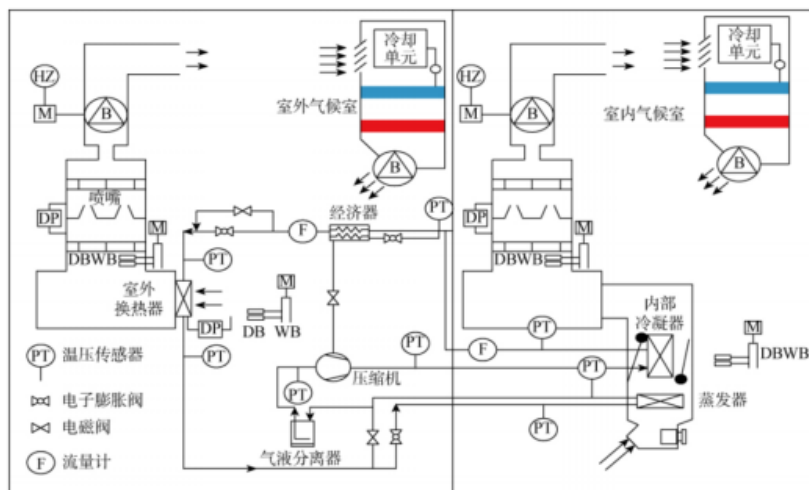 HZ
M
B
喷嘴
DP
M
DBWB
室外
换热器
DP
M
DB WB
PT
PT
冷却
单元
室外气候室
B
经济器
F
PT
PT
PT
压缩机
气液分离器
PT
温压传感器
电子膨胀阀
电磁阀
F
流量计
HZ
M
B
DP
M
DBWB
冷却
单元
室内气候室
B
PT
F
内部
冷凝器
PT
M
DBWB
蒸发器
PT